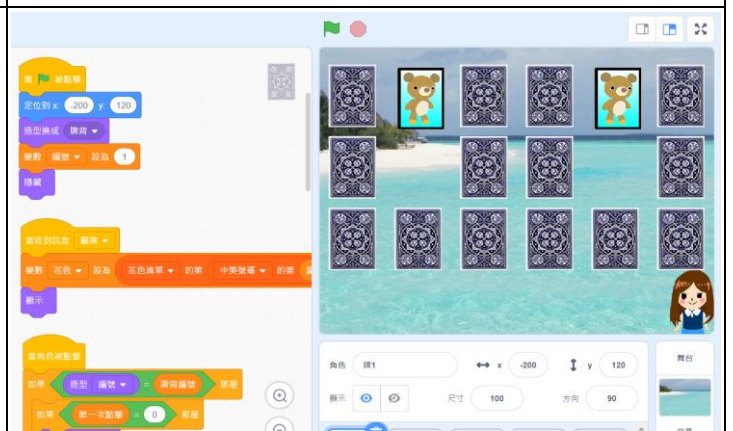 當 被點擊
定位到 x: -200 y: 120
造型換成 牌背
變數 編號 設為 1
隱藏
當收到訊息 翻牌
變數 花色 設為 花色清單 的第 中英號碼 的第
顯示
當角色被點擊
如果 造型 編號 = 牌背編號 那麼
如果 第一次點擊 = 0 那麼
角色 牌1 x -200 y 120
顯示 尺寸 100 方向 90
舞台